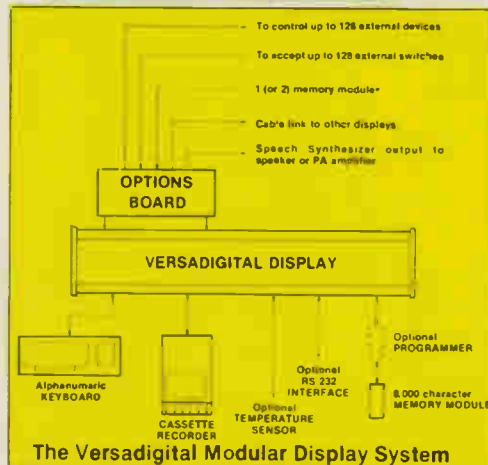 To control up to 128 external devices
To accept up to 128 external switches
1 (or 2) memory modules
Cable link to other displays
Speech Synthesizer output to
speaker or PA amplifier
OPTIONS
BOARD
VERSADIGITAL DISPLAY
Alphanumeric
KEYBOARD
CASSETTE
RECORDER
Optional
TEMPERATURE
SENSOR
Optional
RS 232
INTERFACE
Optional
PROGRAMMER
8,000 character
MEMORY MODULE
The Versadigital Modular Display System